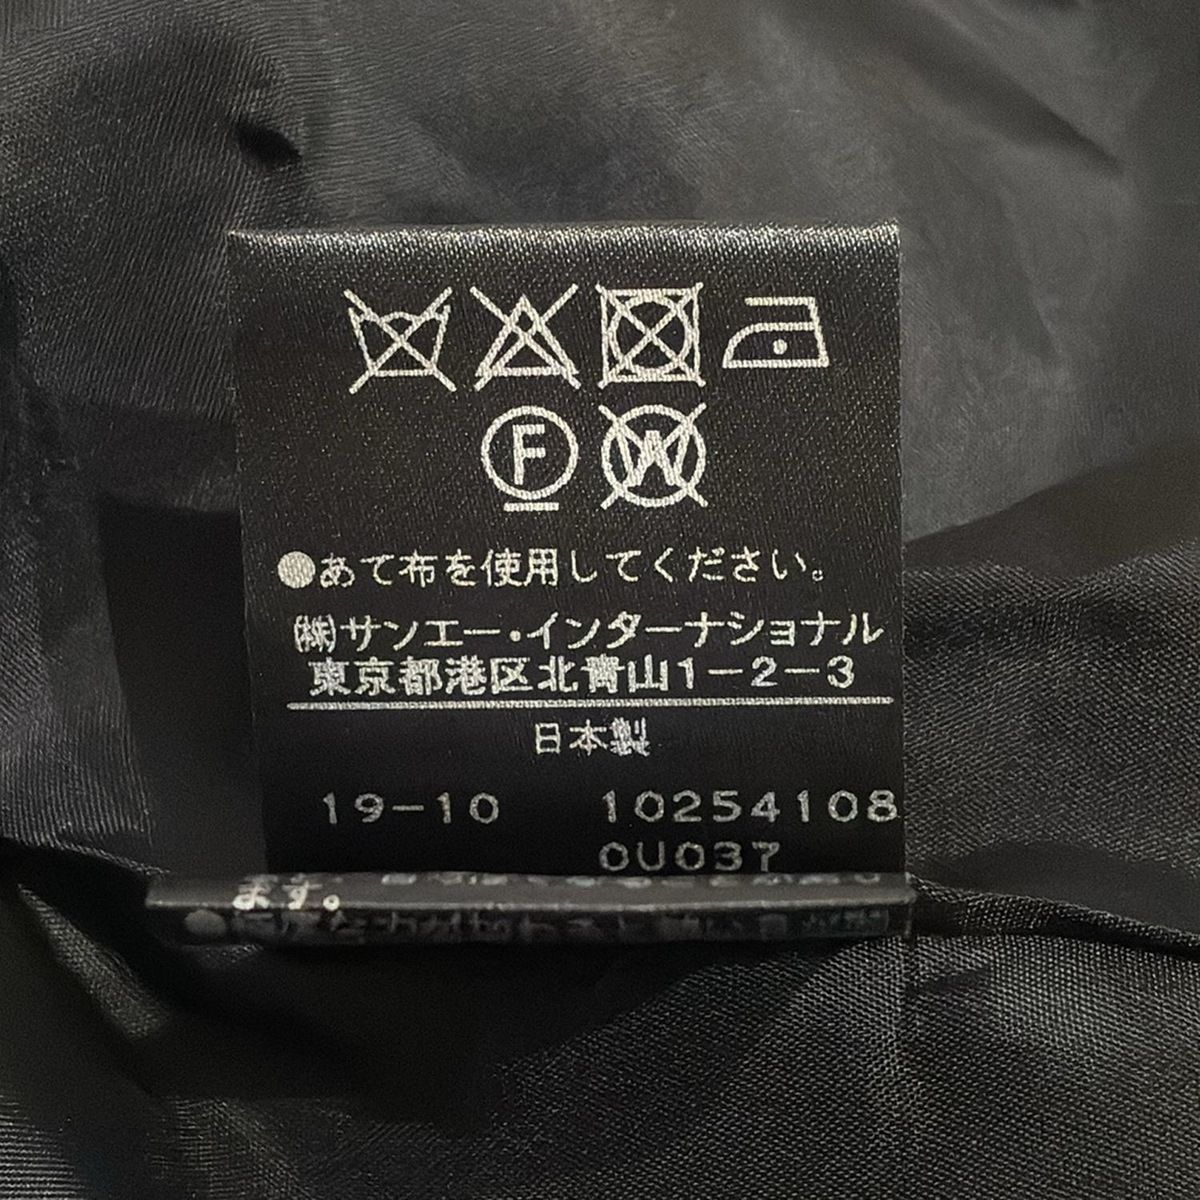 F W
●あて布を使用してください。
㈱サンエー・インターナショナル
東京都港区北青山1-2-3
日本製
19-10 10254108
0U037
ます。